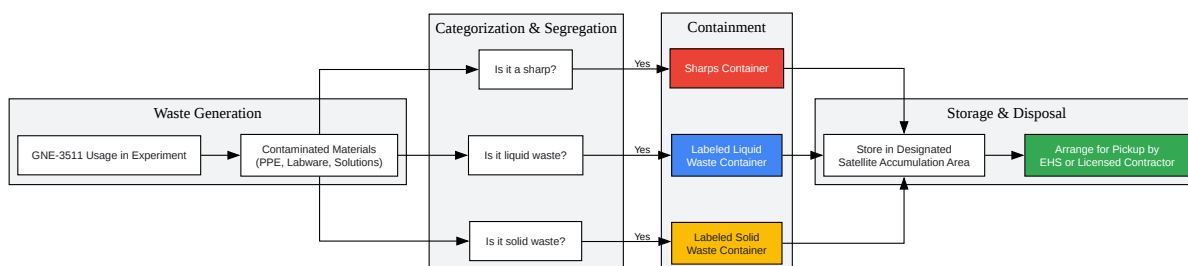 Categorization & Segregation
Containment
Is it a sharp?
Yes
Sharps Container
Waste Generation
Storage & Disposal
GNE-3511 Usage in Experiment
Contaminated Materials
(PPE, Labware, Solutions)
Is it liquid waste?
Yes
Labeled Liquid
Waste Container
Store in Designated
Satellite Accumulation Area
Arrange for Pickup by
EHS or Licensed Contractor
Is it solid waste?
Yes
Labeled Solid
Waste Container